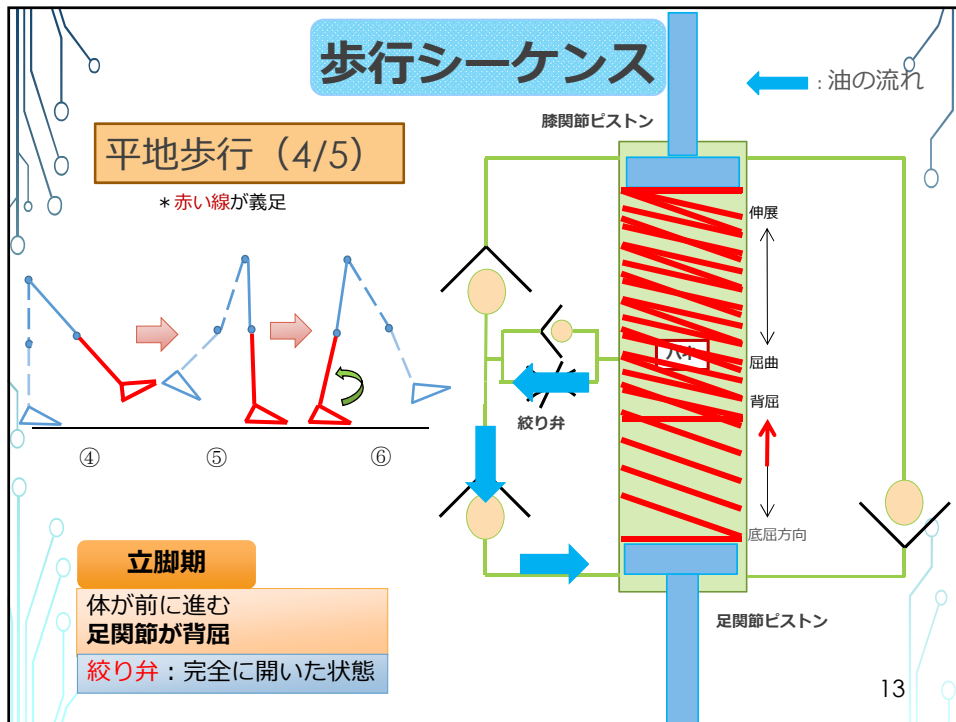 歩行シーケンス
：油の流れ
膝関節ピストン
平地歩行（4/5）
＊赤い線が義足
伸展
バネ
屈曲
背屈
絞り弁
④
⑤
⑥
底屈方向
立脚期
体が前に進む
足関節が背屈
絞り弁：完全に開いた状態
足関節ピストン
13